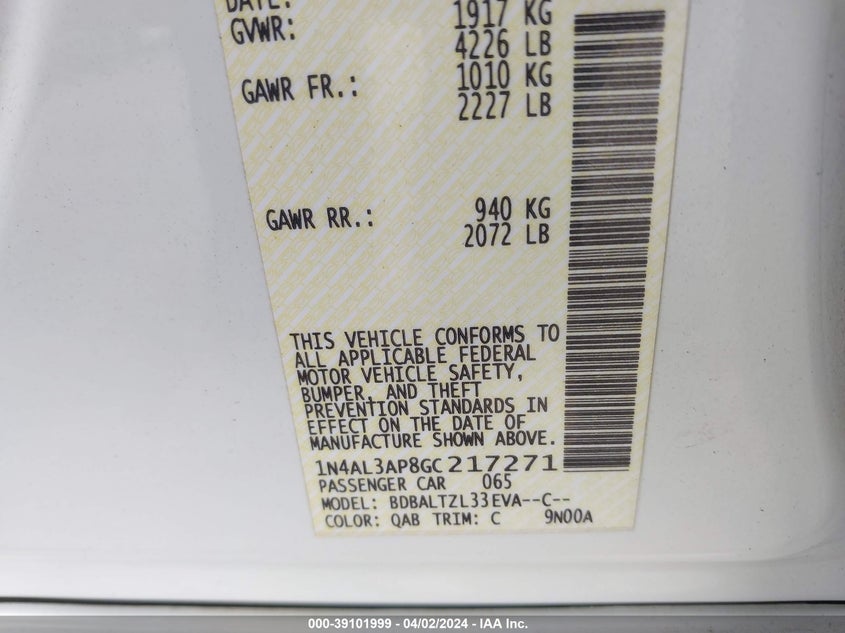 DATE:
GVWR: 1917 KG
4226 LB
GAWR FR.: 1010 KG
2227 LB
GAWR RR.: 940 KG
2072 LB
THIS VEHICLE CONFORMS TO
ALL APPLICABLE FEDERAL
MOTOR VEHICLE SAFETY,
BUMPER, AND THEFT
PREVENTION STANDARDS IN
EFFECT ON THE DATE OF
MANUFACTURE SHOWN ABOVE.
1N4AL3AP8GC217271
PASSENGER CAR 065
MODEL: BDBALTZL33EVA--C--
COLOR: QAB TRIM: C 9N00A
000-39101999 — 04/02/2024 — IAA Inc.